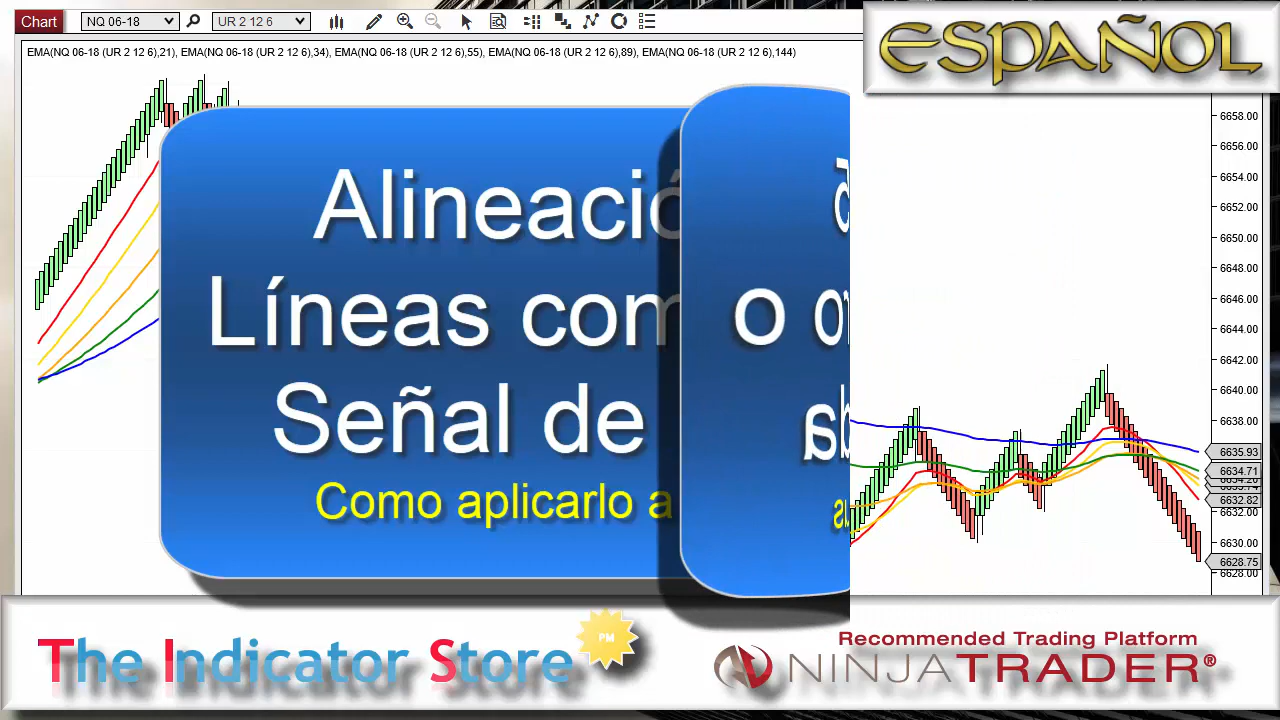 Chart
NQ 06-18
UR 2 12 6
EMA(NQ 06-18 (UR 2 12 6),21), EMA(NQ 06-18 (UR 2 12 6),34), EMA(NQ 06-18 (UR 2 12 6),55), EMA(NQ 06-18 (UR 2 12 6),89), EMA(NQ 06-18 (UR 2 12 6),144)
ESPAÑOL
6658.00
6656.00
6654.00
6652.00
6650.00
6648.00
6646.00
6644.00
6642.00
6640.00
6638.00
6635.93
6634.71
6632.82
6632.00
6630.00
6628.75
6628.00
Alineació
Líneas com
o
Señal de
Como aplicarlo a
The Indicator Store
PM
Recommended Trading Platform
NINJATRADER®